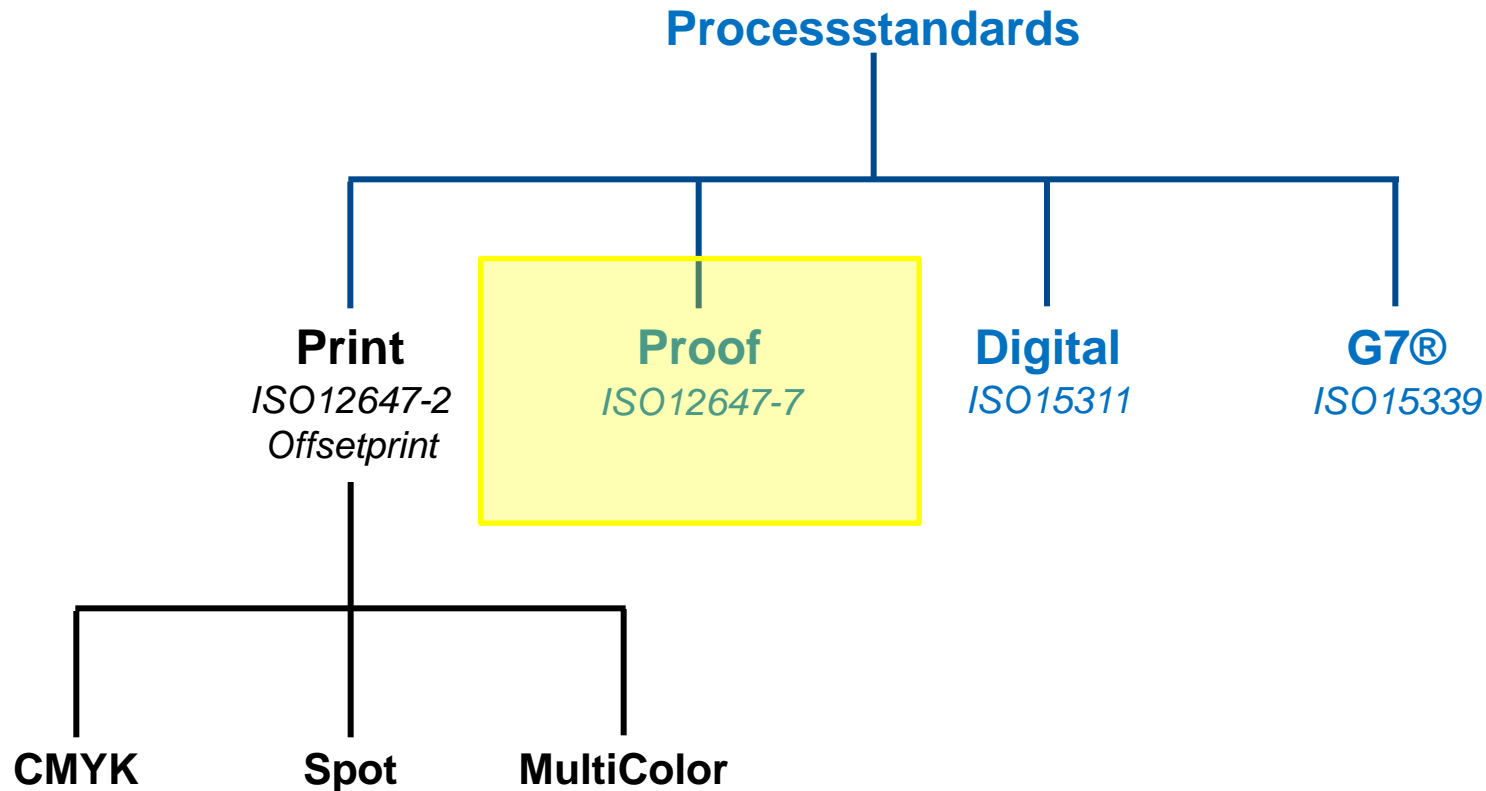 Processstandards
Print
ISO12647-2
Offsetprint
Proof
ISO12647-7
Digital
ISO15311
G7®
ISO15339
CMYK
Spot
MultiColor